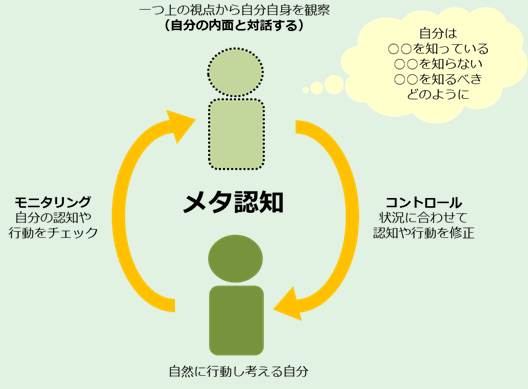 一つ上の視点から自分自身を観察
（自分の内面と対話する）
自分は
○○を知っている
○○を知らない
○○を知るべき
どのように
モニタリング
自分の認知や
行動をチェック
メタ認知
コントロール
状況に合わせて
認知や行動を修正
自然に行動し考える自分